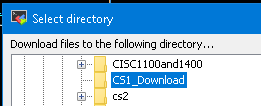 Select directory
Download files to the following directory...
CISC1100and1400
CS1_Download
cs2